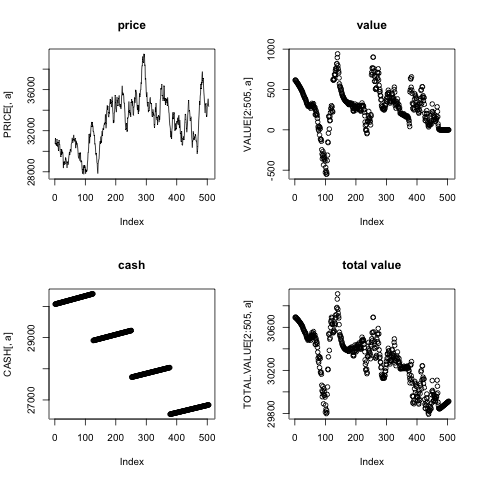 price
PRICE[, a]
28000 32000 36000
0 100 200 300 400 500
Index
value
VALUE[2:505, a]
-500 0 500 1000
0 100 200 300 400 500
Index
cash
CASH[, a]
27000 29000
0 100 200 300 400 500
Index
total value
TOTAL.VALUE[2:505, a]
29800 30200 30600
0 100 200 300 400 500
Index